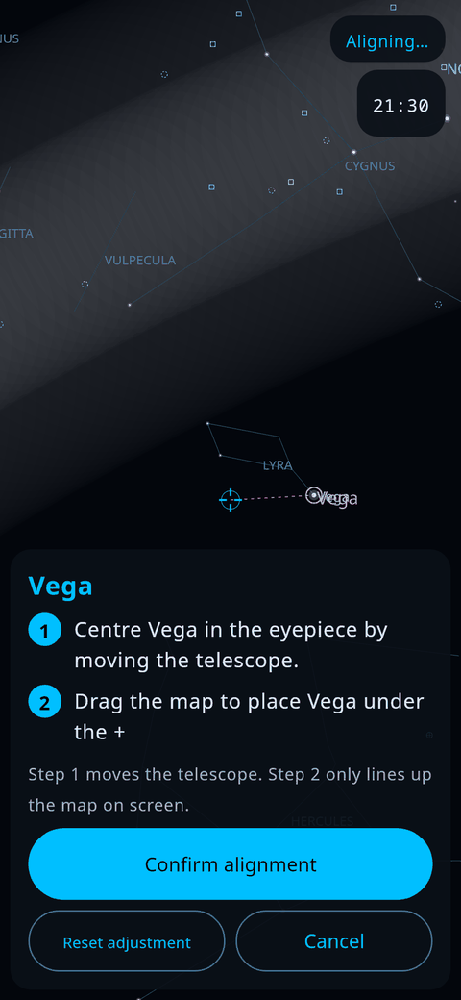 NUS
Aligning...
NO
21:30
CYGNUS
GITTA
VULPECULA
LYRA
Vega
Vega
1 Centre Vega in the eyepiece by
moving the telescope.
2 Drag the map to place Vega under
the +
Step 1 moves the telescope. Step 2 only lines up
the map on screen.
HERCULES
Confirm alignment
Reset adjustment
Cancel